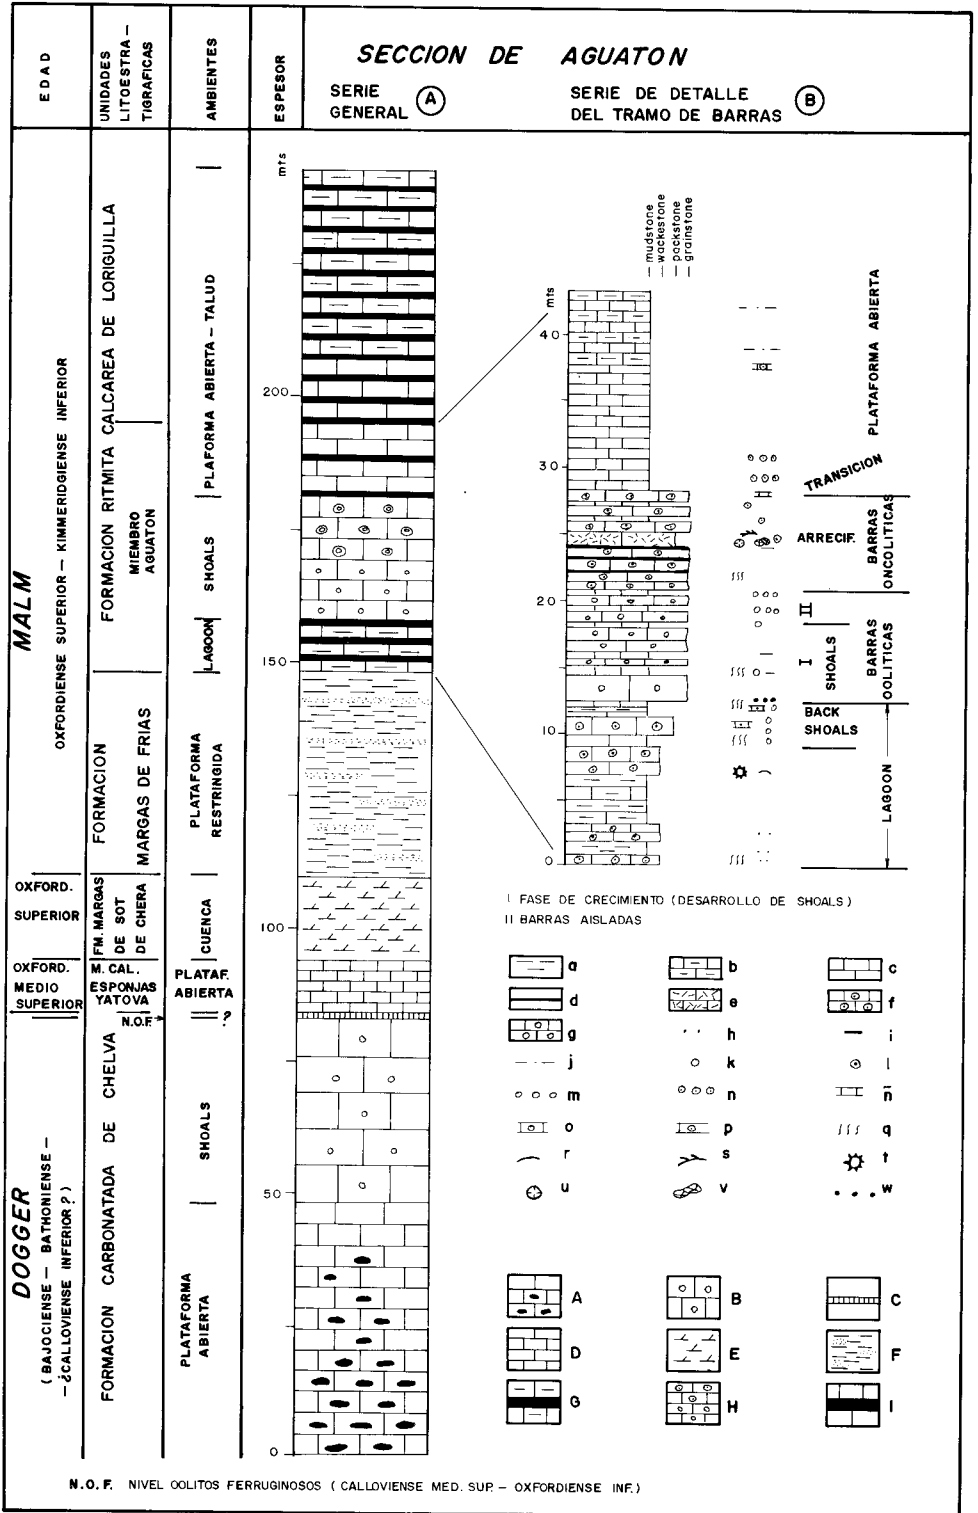 EDAD
UNIDADES
LITOESTRA-
TIGRAFICAS
AMBIENTES
ESPESOR
SECCION DE AGUATON
SERIE
GENERAL
A
SERIE DE DETALLE
DEL TRAMO DE BARRAS
B
MALM
OXFORDIENSE SUPERIOR - KIMMERIDGIENSE INFERIOR
FORMACION RITMITA CALCAREA DE LORIGUILLA
MIEMBRO
AGUATON
PLAFORMA ABIERTA - TALUD
SHOALS
LAGOON
FORMACION
MARGAS DE FRIAS
PLATAFORMA
RESTRINGIDA
OXFORD.
SUPERIOR
FM. MARGAS
DE SOT
DE CHERA
CUENCA
OXFORD.
MEDIO
SUPERIOR
M. CAL.
ESPONJAS
YATOVA
PLATAF.
ABIERTA
N.O.F.
?
DOGGER
(BAJOCIENSE - BATHONIENSE -
- ¿CALLOVIENSE INFERIOR?)
FORMACION CARBONATADA DE CHELVA
SHOALS
PLATAFORMA
ABIERTA
mts
200
150
100
50
0
mudstone
wackestone
packstone
grainstone
mts
40
30
20
10
0
PLATAFORMA ABIERTA
TRANSICION
ARRECIF.
BARRAS
ONCOLITICAS
II
I
SHOALS
BARRAS
OOLITICAS
BACK
SHOALS
LAGOON
I FASE DE CRECIMIENTO (DESARROLLO DE SHOALS)
II BARRAS AISLADAS
a
b
c
d
e
f
g
h
i
j
k
l
m
n
ñ
o
p
q
r
s
t
u
v
w
A
B
C
D
E
F
G
H
I
N.O.F. NIVEL OOLITOS FERRUGINOSOS (CALLOVIENSE MED. SUP. - OXFORDIENSE INF.)